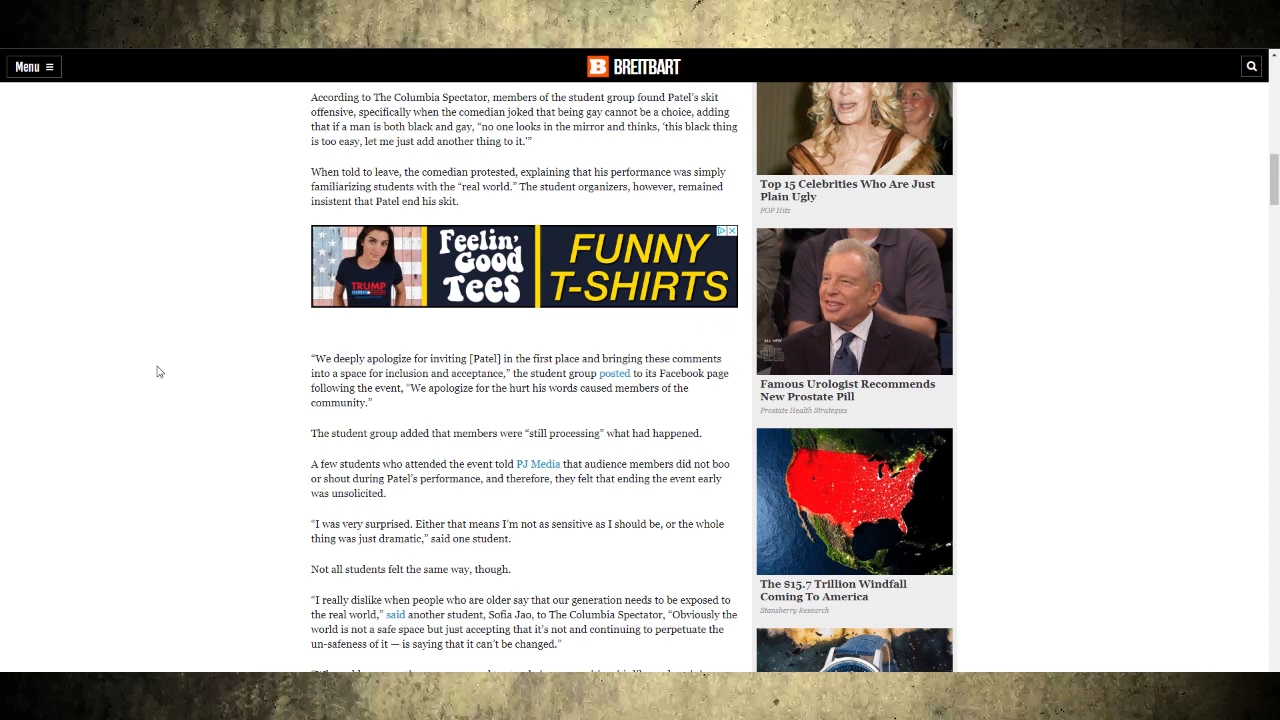 Menu
B BREITBART
According to The Columbia Spectator, members of the student group found Patel's skit
offensive, specifically when the comedian joked that being gay cannot be a choice, adding
that if a man is both black and gay, “no one looks in the mirror and thinks, ‘this black thing
is too easy, let me just add another thing to it.’”
When told to leave, the comedian protested, explaining that his performance was simply
familiarizing students with the “real world.” The student organizers, however, remained
insistent that Patel end his skit.
TRUMP
Feelin'
Good
Tees
FUNNY
T-SHIRTS
“We deeply apologize for inviting [Patel] in the first place and bringing these comments
into a space for inclusion and acceptance,” the student group posted to its Facebook page
following the event, “We apologize for the hurt his words caused members of the
community.”
The student group added that members were “still processing” what had happened.
A few students who attended the event told PJ Media that audience members did not boo
or shout during Patel's performance, and therefore, they felt that ending the event early
was unsolicited.
“I was very surprised. Either that means I'm not as sensitive as I should be, or the whole
thing was just dramatic,” said one student.
Not all students felt the same way, though.
“I really dislike when people who are older say that our generation needs to be exposed to
the real world,” said another student, Sofia Jao, to The Columbia Spectator, “Obviously the
world is not a safe space but just accepting that it's not and continuing to perpetuate the
un-safeness of it — is saying that it can't be changed.”
Top 15 Celebrities Who Are Just
Plain Ugly
POP Hitz
ALL NEW
Famous Urologist Recommends
New Prostate Pill
Prostate Health Strategies
The $15.7 Trillion Windfall
Coming To America
Stansberry Research